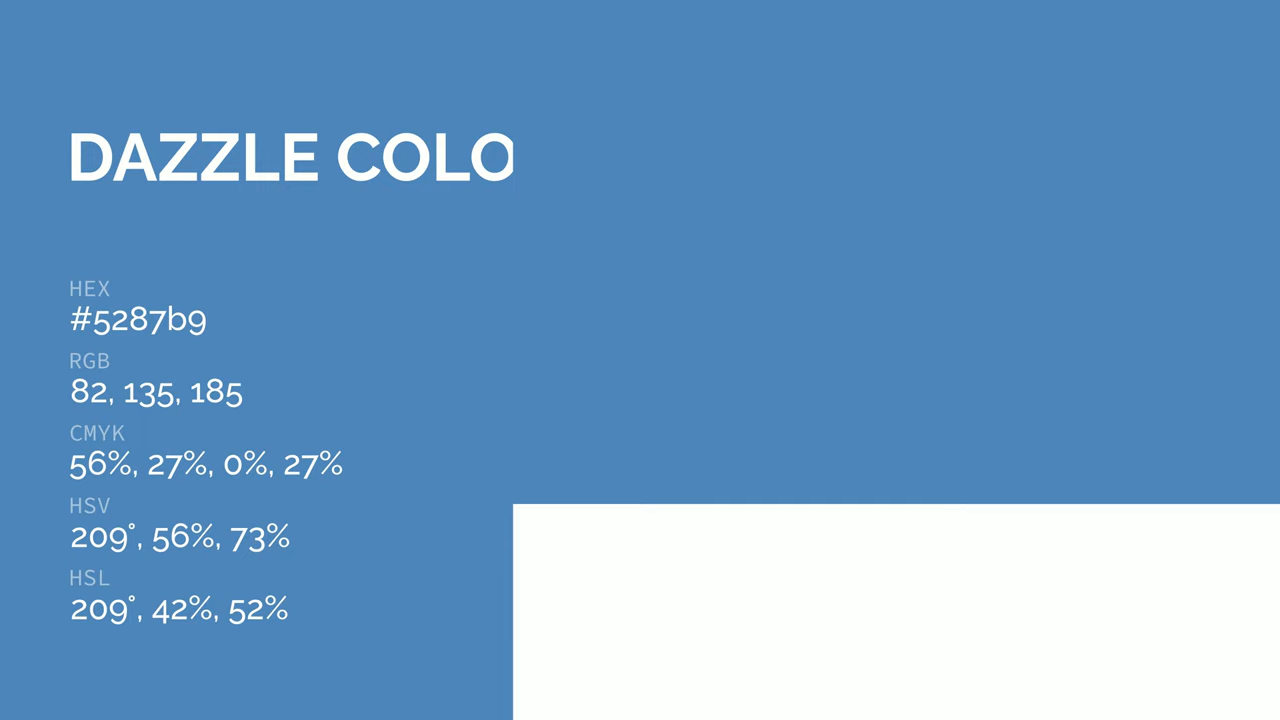 DAZZLE COLO
HEX
#5287b9
RGB
82, 135, 185
CMYK
56%, 27%, 0%, 27%
HSV
209°, 56%, 73%
HSL
209°, 42%, 52%